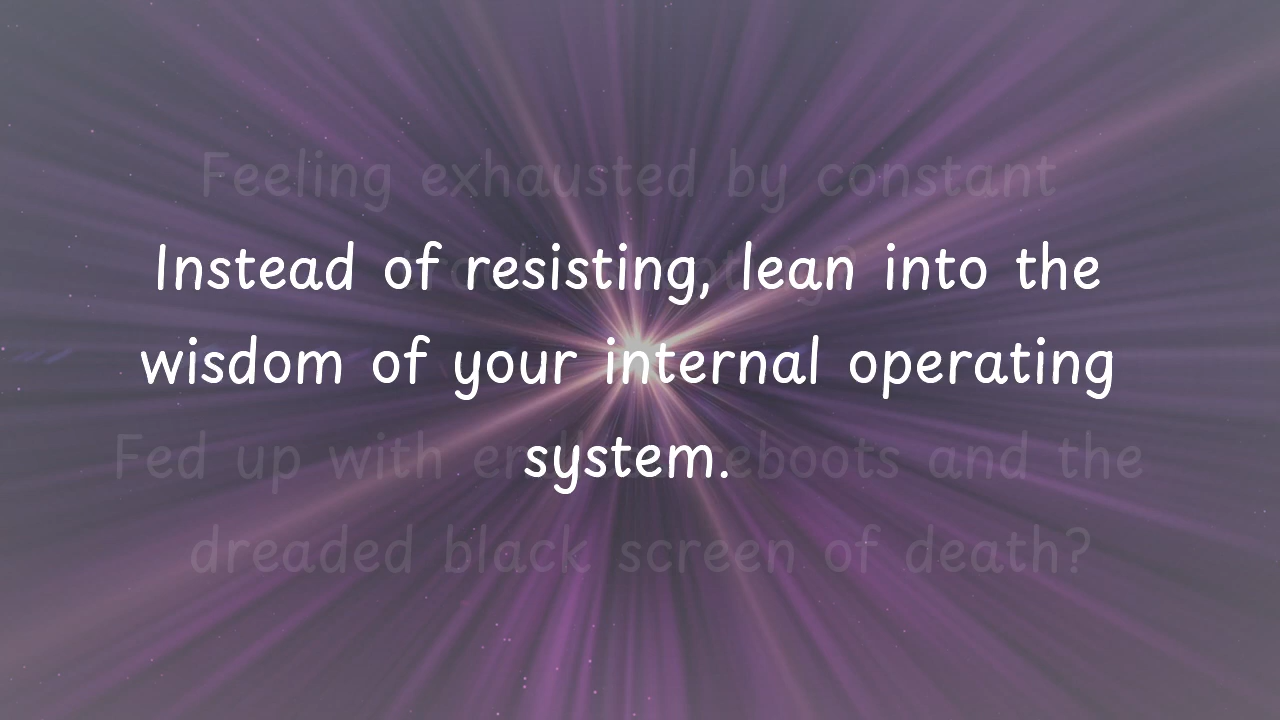 Feeling exhausted by constant
Instead of resisting, lean into the
wisdom of your internal operating
Fed up with and the
system.
dreaded black screen of death?